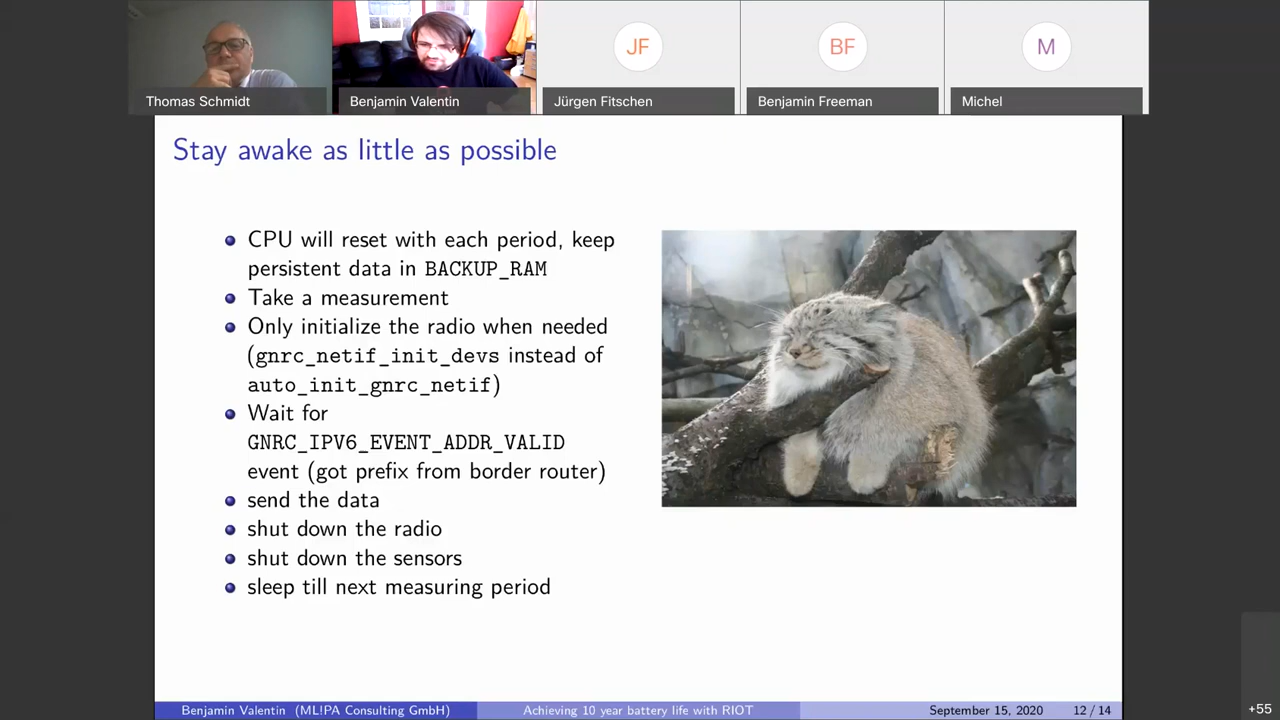 JF
BF
M
Thomas Schmidt
Benjamin Valentin
Jürgen Fitschen
Benjamin Freeman
Michel
Stay awake as little as possible
CPU will reset with each period, keep
persistent data in BACKUP_RAM
Take a measurement
Only initialize the radio when needed
(gnrc_netif_init_devs instead of
auto_init_gnrc_netif)
Wait for
GNRC_IPV6_EVENT_ADDR_VALID
event (got prefix from border router)
send the data
shut down the radio
shut down the sensors
sleep till next measuring period
Benjamin Valentin (ML!PA Consulting GmbH) Achieving 10 year battery life with RIOT September 15, 2020 12 / 14
+55